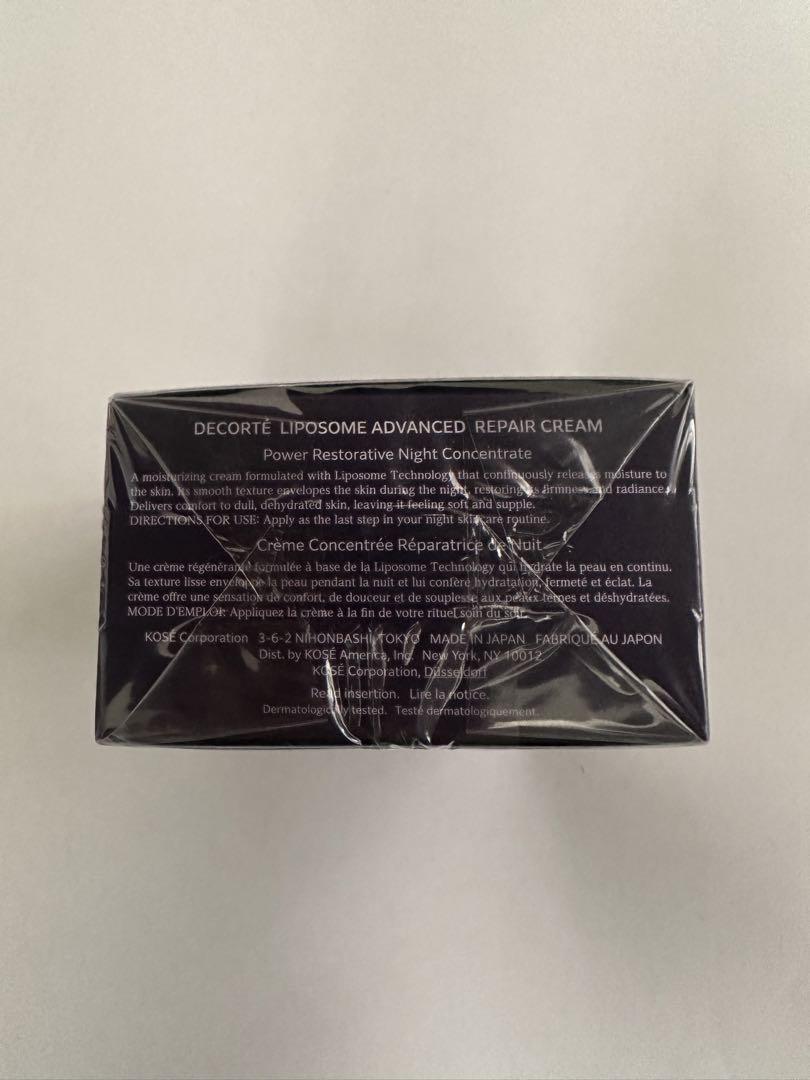 DECORTÉ LIPOSOME ADVANCED REPAIR CREAM
Power Restorative Night Concentrate
A moisturizing cream formulated with Liposome Technology that continuously releases moisture to
the skin. Its smooth texture envelopes the skin during the night, restoring its firmness and radiance.
Delivers comfort to dull, dehydrated skin, leaving it feeling soft and supple.
DIRECTIONS FOR USE: Apply as the last step in your night skincare routine.
Crème Concentrée Réparatrice de Nuit
Une crème régénérante formulée à base de la Liposome Technology qui hydrate la peau en continu.
Sa texture lisse enveloppe la peau pendant la nuit et lui confère hydratation, fermeté et éclat. La
crème offre une sensation de confort, de douceur et de souplesse aux peaux ternes et déshydratées.
MODE D'EMPLOI: Appliquez la crème à la fin de votre rituel soin du soir.
KOSÉ Corporation 3-6-2 NIHONBASHI, TOKYO MADE IN JAPAN FABRIQUÉ AU JAPON
Dist. by KOSÉ America, Inc. New York, NY 10012
KOSÉ Corporation, Düsseldorf
Read insertion. Lire la notice.
Dermatologically tested. Testé dermatologiquement.